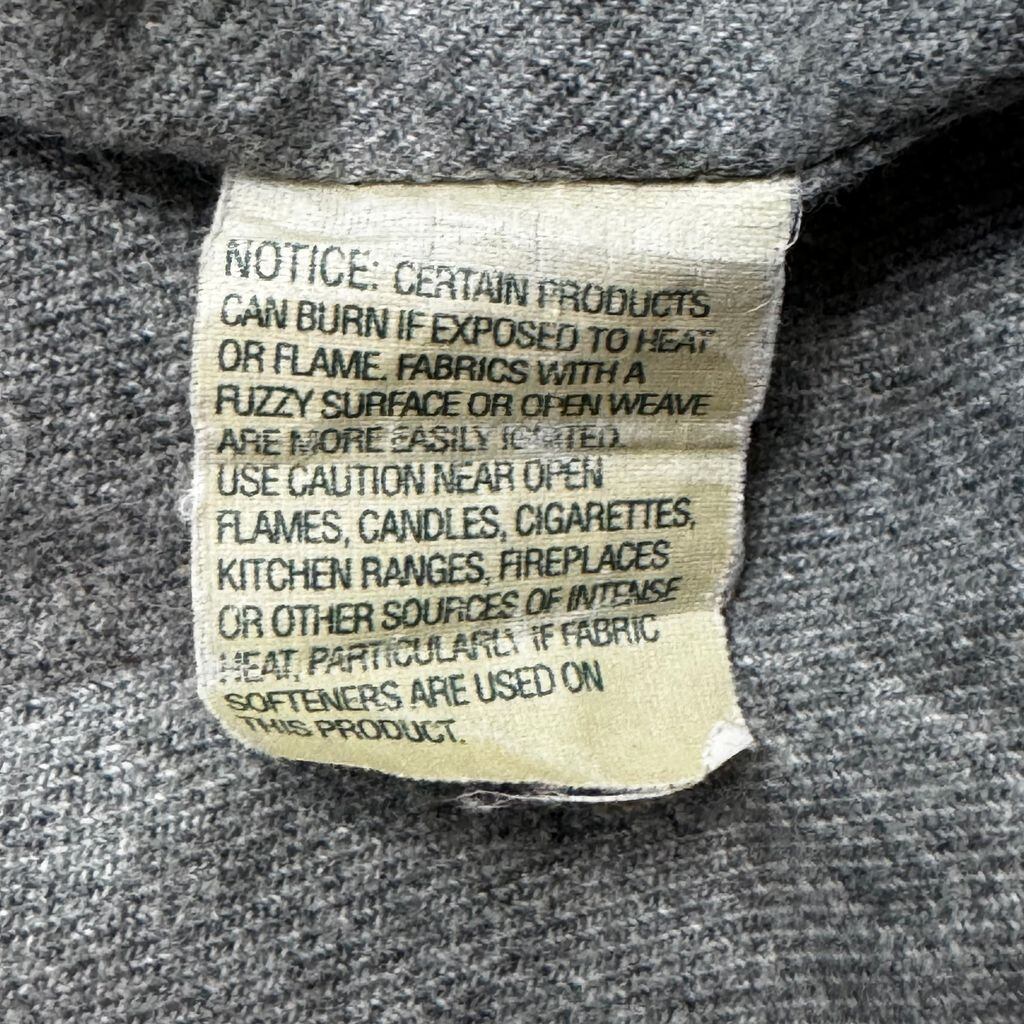 NOTICE: CERTAIN PRODUCTS
CAN BURN IF EXPOSED TO HEAT
OR FLAME. FABRICS WITH A
FUZZY SURFACE OR OPEN WEAVE
ARE MORE EASILY IGNITED.
USE CAUTION NEAR OPEN
FLAMES, CANDLES, CIGARETTES,
KITCHEN RANGES, FIREPLACES
OR OTHER SOURCES OF INTENSE
HEAT, PARTICULARLY IF FABRIC
SOFTENERS ARE USED ON
THIS PRODUCT.